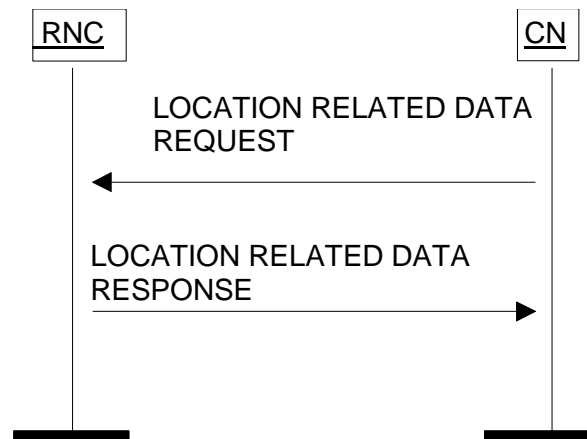 RNC
CN
LOCATION RELATED DATA
REQUEST
LOCATION RELATED DATA
RESPONSE